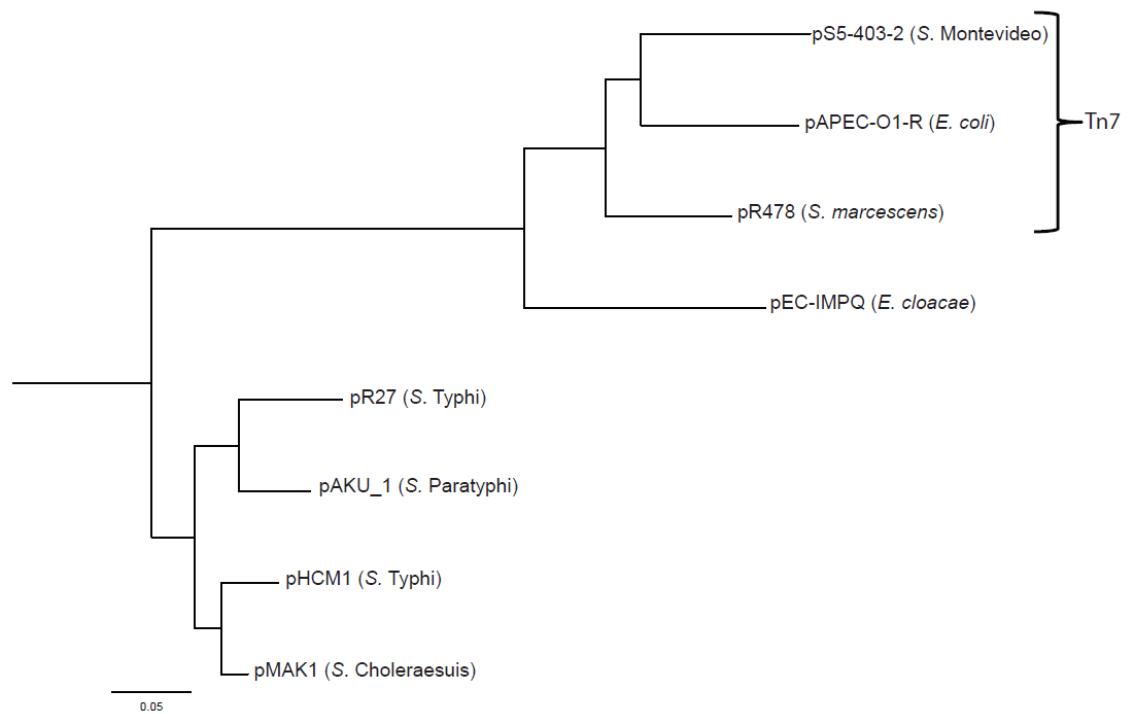 pS5-403-2 (S. Montevideo)
pAPEC-O1-R (E. coli)
Tn7
pR478 (S. marcescens)
pEC-IMPQ (E. cloacae)
pR27 (S. Typhi)
pAKU_1 (S. Paratyphi)
pHCM1 (S. Typhi)
pMAK1 (S. Choleraesuis)
0.05